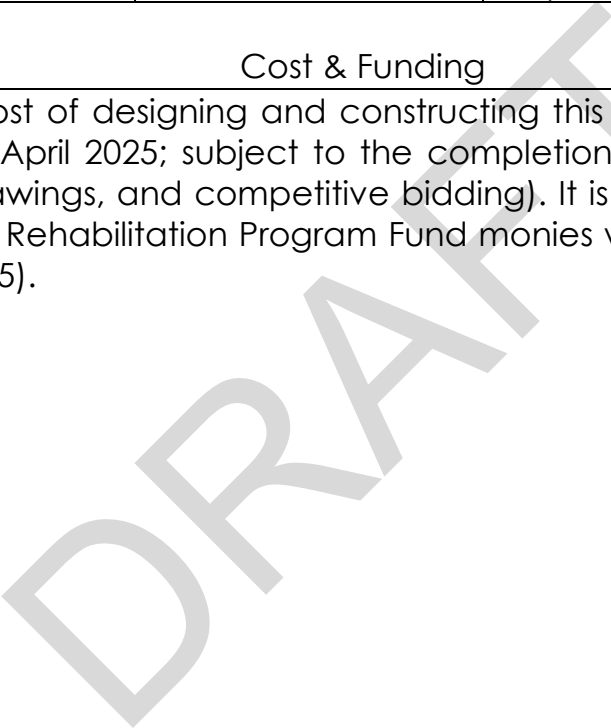 Cost & Funding
ost of designing and constructing this
April 2025; subject to the completion
awings, and competitive bidding). It is
Rehabilitation Program Fund monies
5).
DRAFT